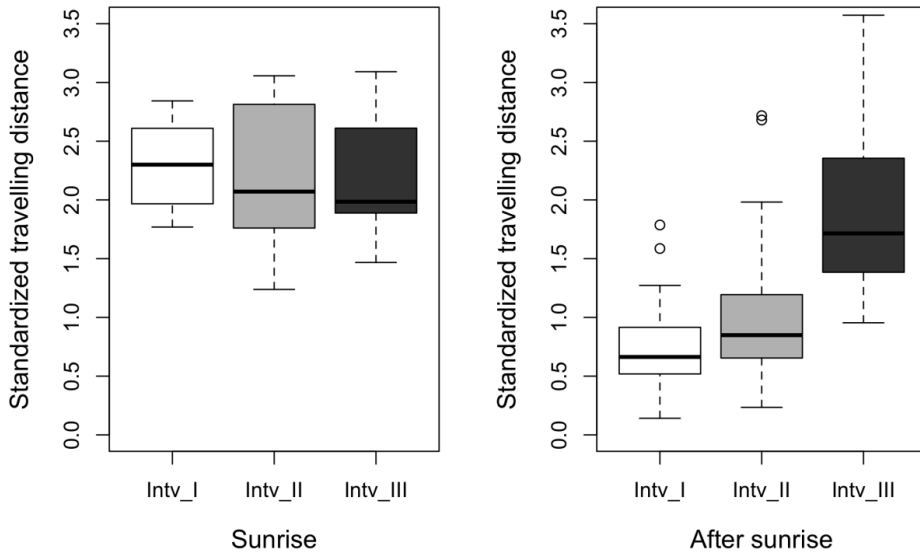 Standardized travelling distance
3.5
3.0
2.5
2.0
1.5
1.0
0.5
0.0
Intv_I Intv_II Intv_III
Sunrise
Standardized travelling distance
3.5
3.0
2.5
2.0
1.5
1.0
0.5
0.0
Intv_I Intv_II Intv_III
After sunrise